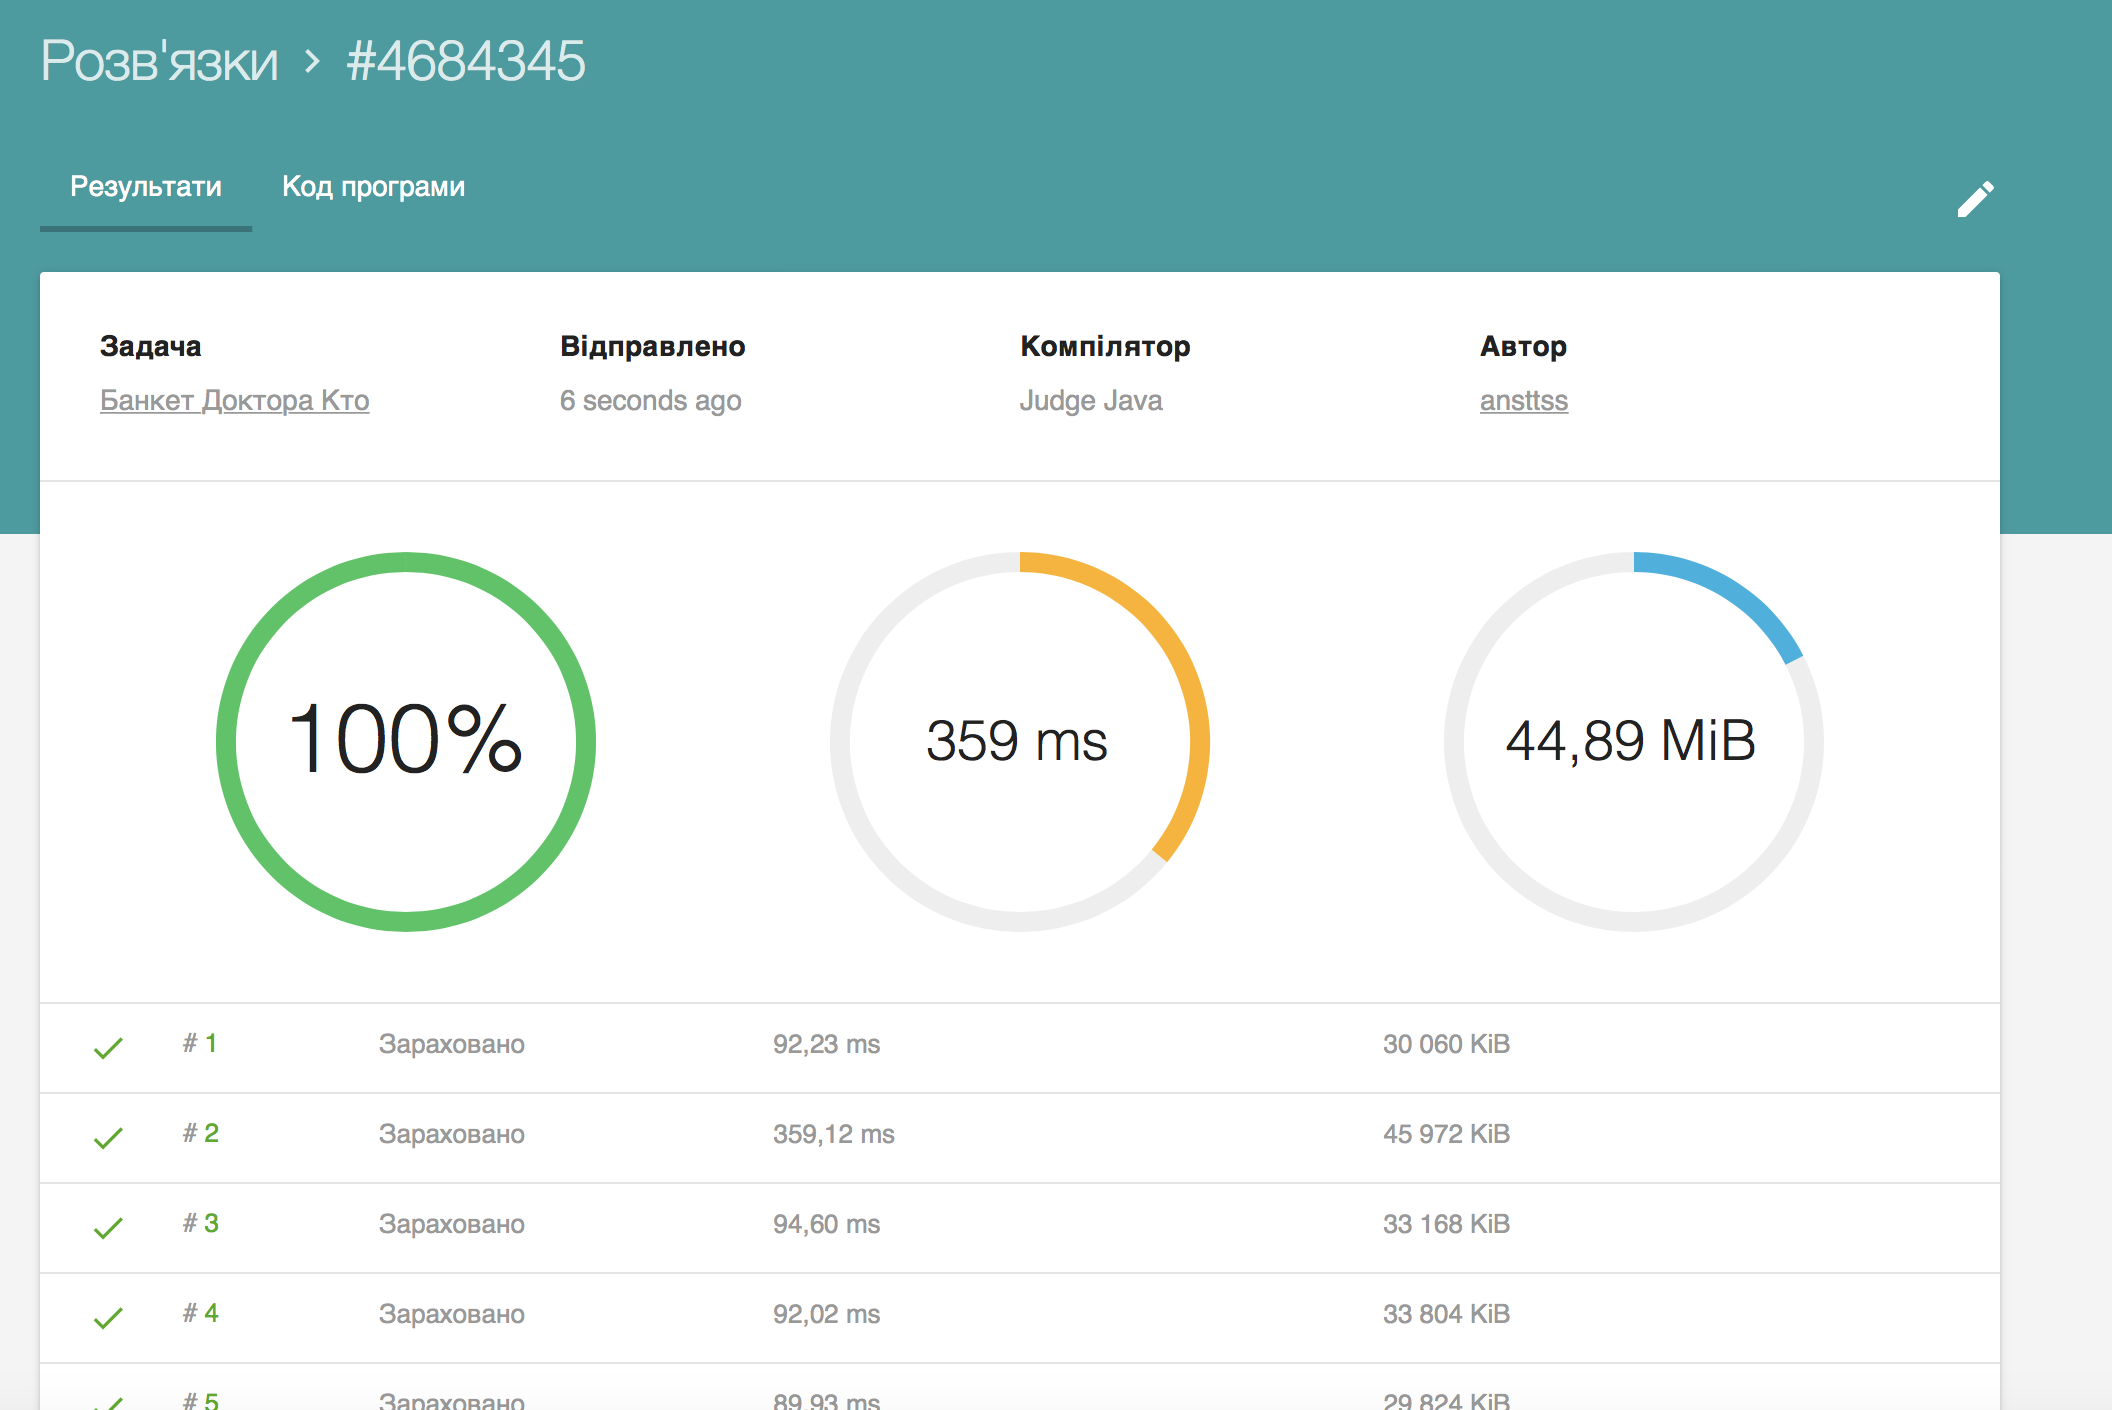 Розв'язки > #4684345
Результати Код програми
Задача Відправлено Компілятор Автор
Банкет Доктора Кто 6 seconds ago Judge Java ansttss
100% 359 ms 44,89 MiB
# 1 Зараховано 92,23 ms 30 060 KiB
# 2 Зараховано 359,12 ms 45 972 KiB
# 3 Зараховано 94,60 ms 33 168 KiB
# 4 Зараховано 92,02 ms 33 804 KiB
# 5 Зараховано 89,93 ms 29 824 KiB